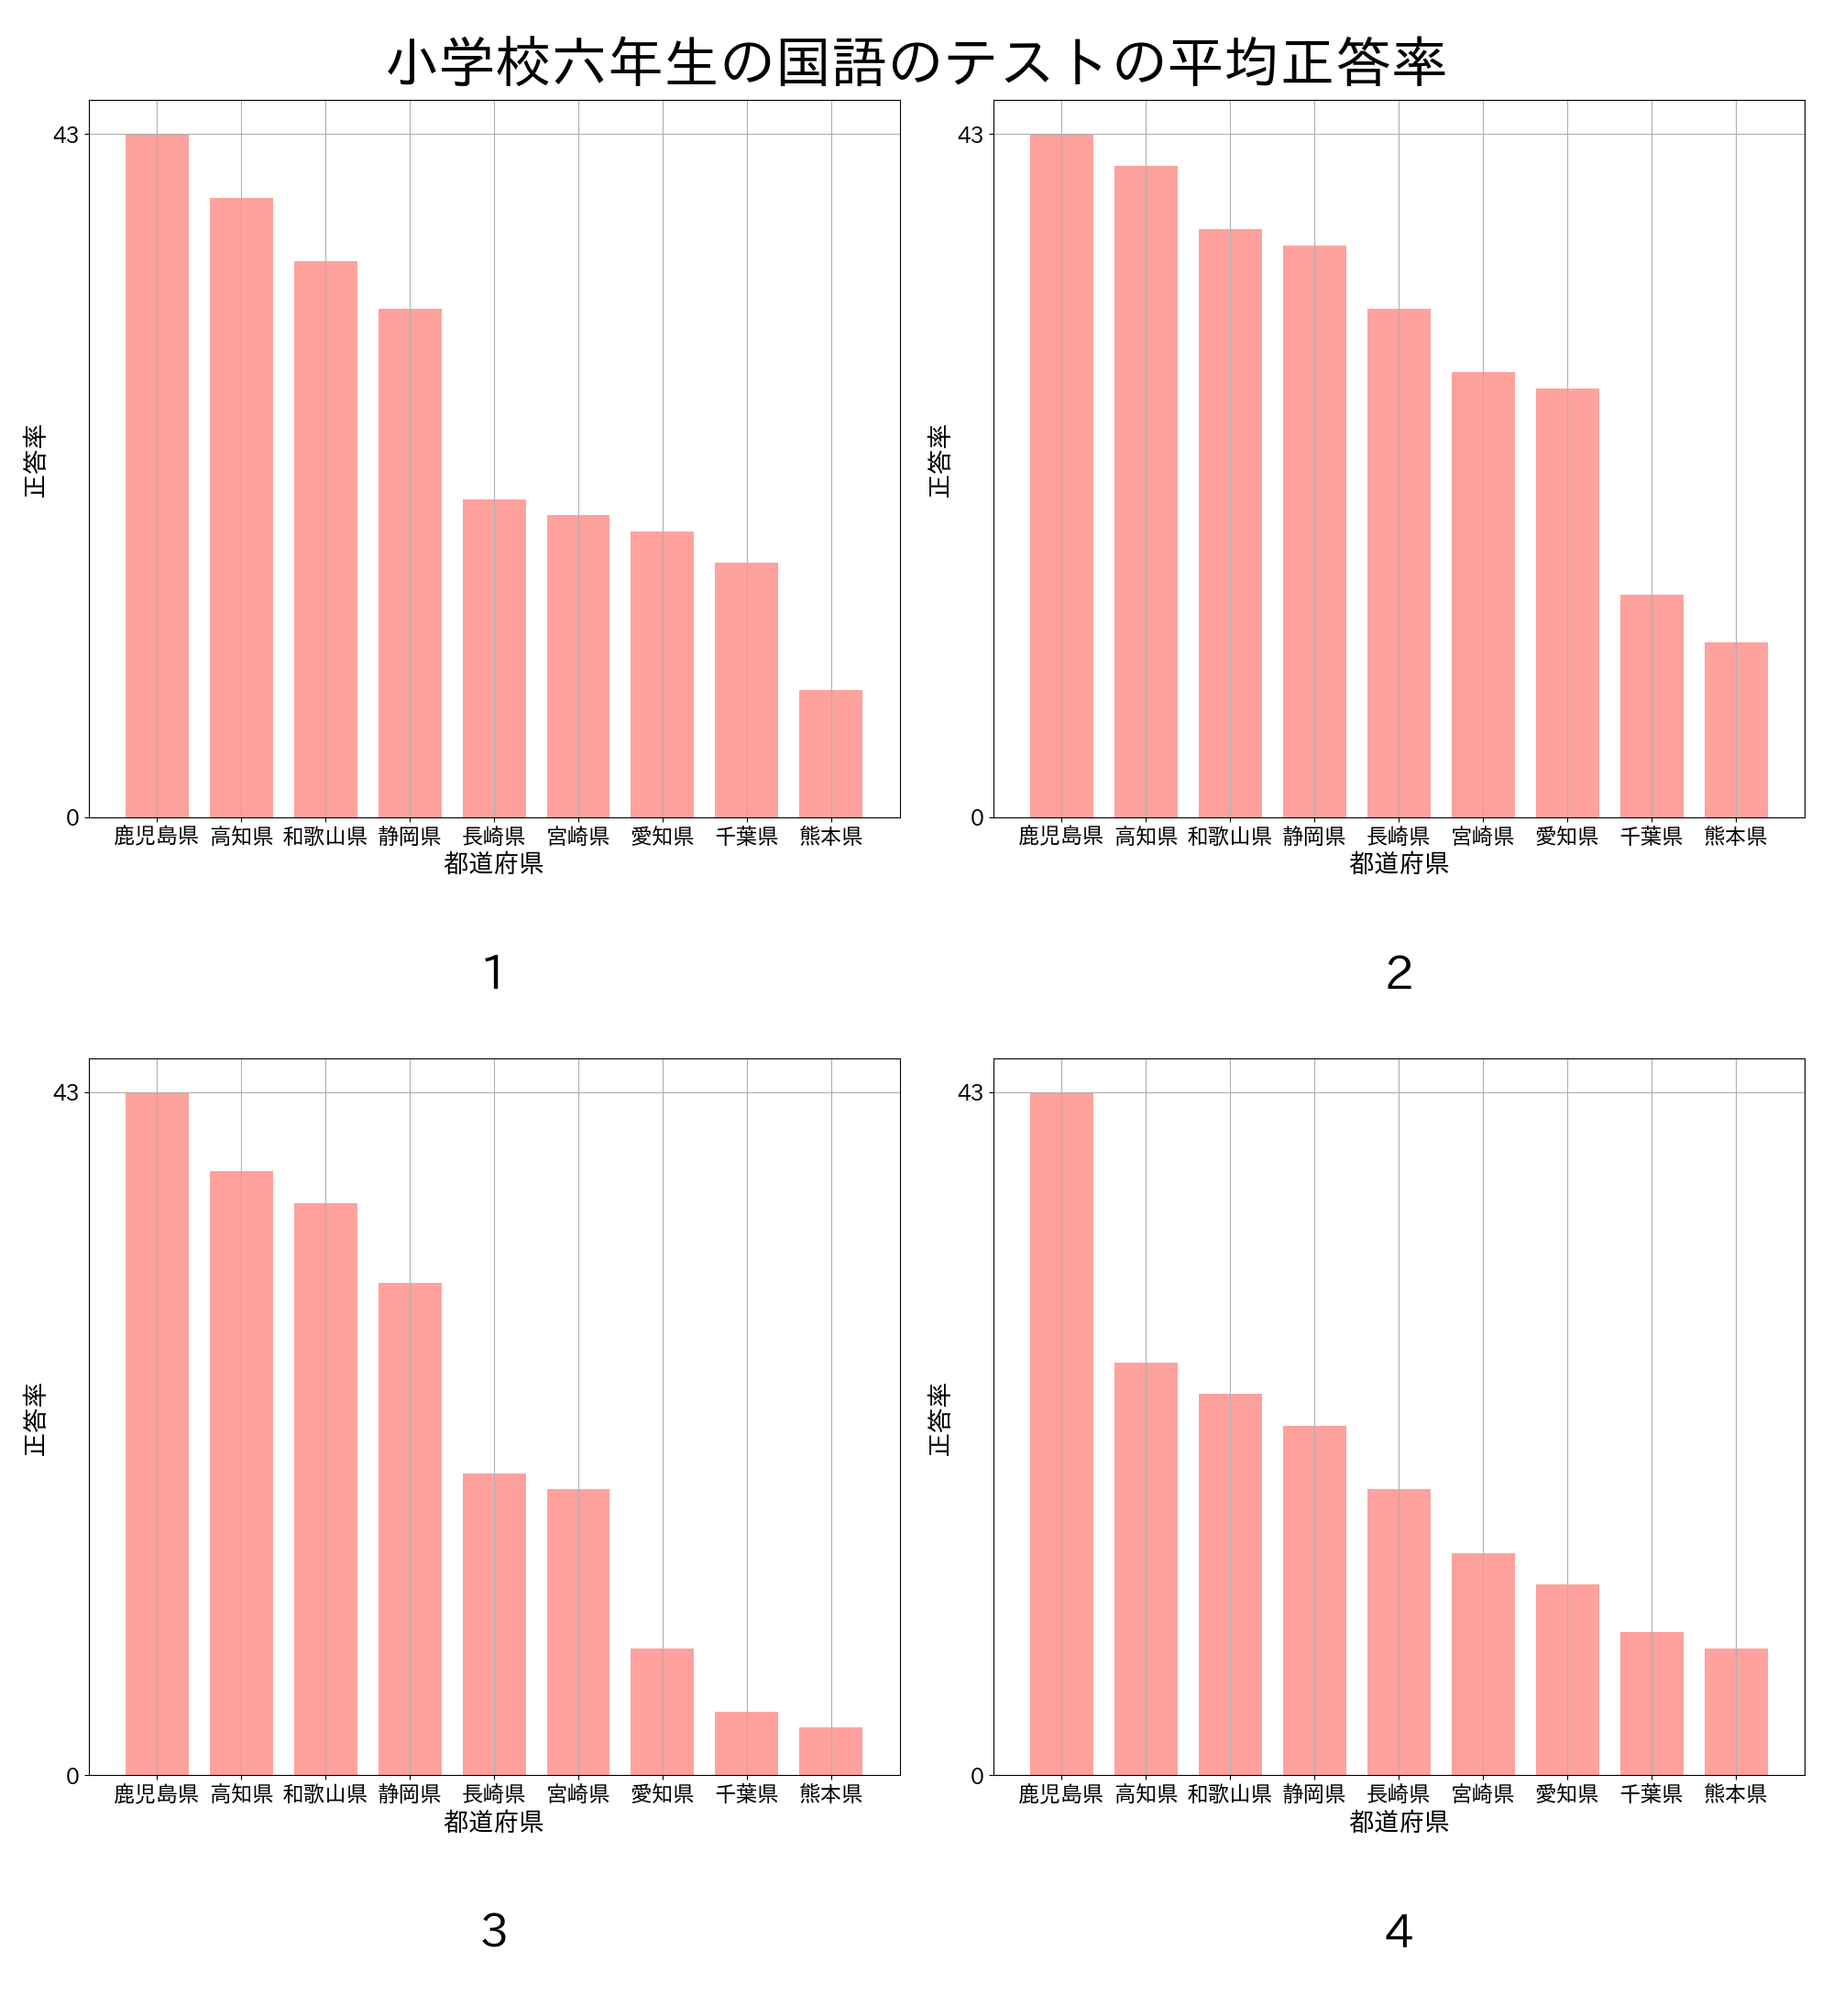 小学校六年生の国語のテストの平均正答率
43
0
正答率
鹿児島県 高知県 和歌山県 静岡県 長崎県 宮崎県 愛知県 千葉県 熊本県
都道府県
1
43
0
正答率
鹿児島県 高知県 和歌山県 静岡県 長崎県 宮崎県 愛知県 千葉県 熊本県
都道府県
2
43
0
正答率
鹿児島県 高知県 和歌山県 静岡県 長崎県 宮崎県 愛知県 千葉県 熊本県
都道府県
3
43
0
正答率
鹿児島県 高知県 和歌山県 静岡県 長崎県 宮崎県 愛知県 千葉県 熊本県
都道府県
4